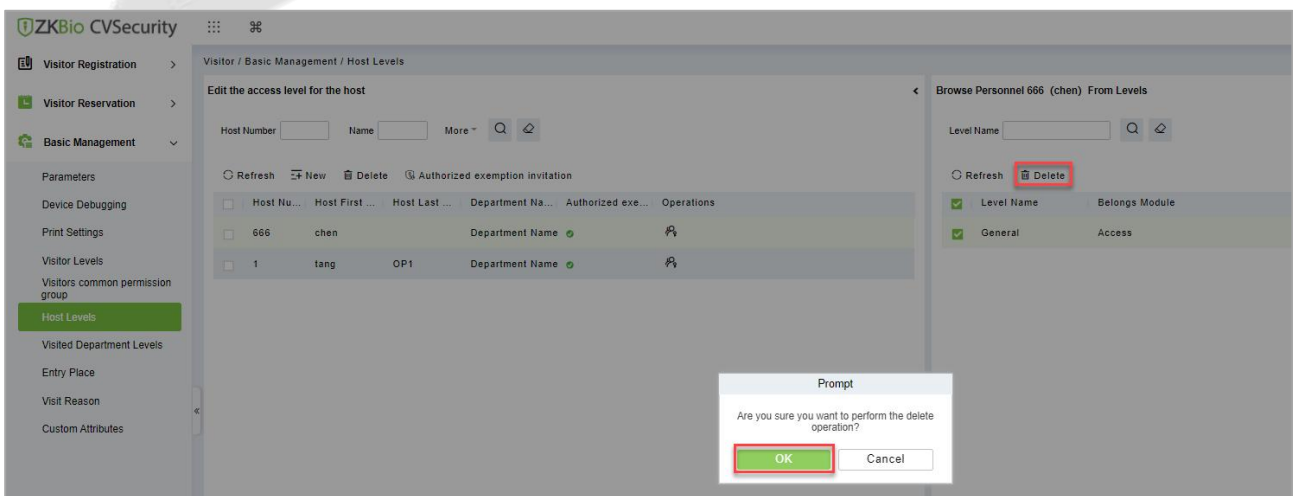 ZKBio CVSecurity
Visitor Registration
Visitor Reservation
Basic Management
Parameters
Device Debugging
Print Settings
Visitor Levels
Visitors common permission
group
Host Levels
Visited Department Levels
Entry Place
Visit Reason
Custom Attributes
Visitor / Basic Management / Host Levels
Edit the access level for the host
Host Number Name More
Refresh New Delete Authorized exemption invitation
Host Nu... Host First ... Host Last ... Department Na... Authorized exe... Operations
666 chen Department Name
1 tang OP1 Department Name
Browse Personnel 666 (chen) From Levels
Level Name
Refresh Delete
Level Name Belongs Module
General Access
Prompt
Are you sure you want to perform the delete
operation?
OK Cancel